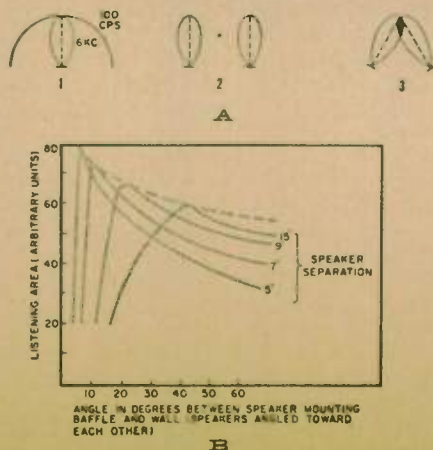 100
CPS
6KC
1
2
3
A
LISTENING AREA (ARBITRARY UNITS)
80
60
40
20
15
9
7
5'
SPEAKER
SEPARATION
10 20 30 40 50 60
ANGLE IN DEGREES BETWEEN SPEAKER MOUNTING
BAFFLE AND WALL (SPEAKERS ANGLED TOWARD
EACH OTHER)
B